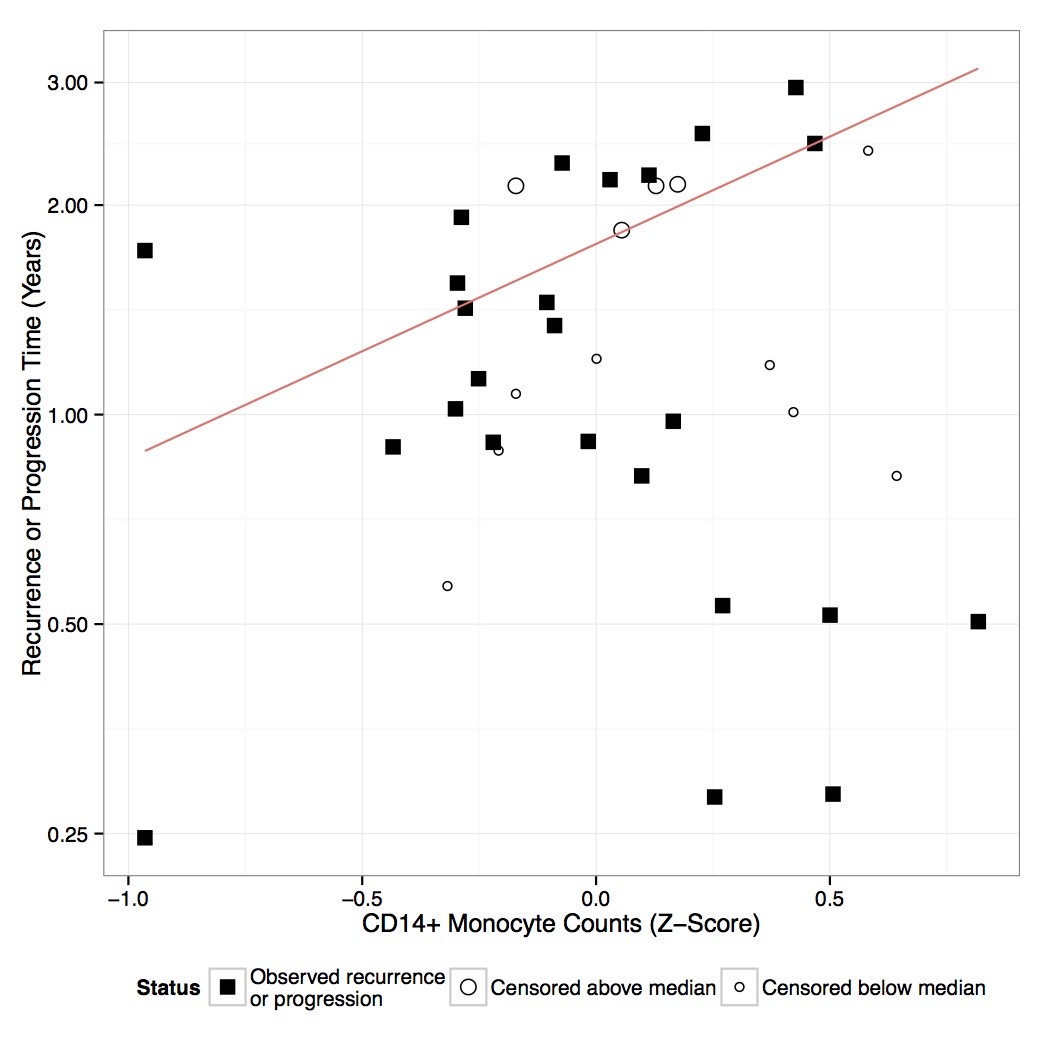 Recurrence or Progression Time (Years)
3.00
2.00
1.00
0.50
0.25
−1.0
−0.5
0.0
0.5
CD14+ Monocyte Counts (Z−Score)
Status
Observed recurrence
or progression
Censored above median
Censored below median